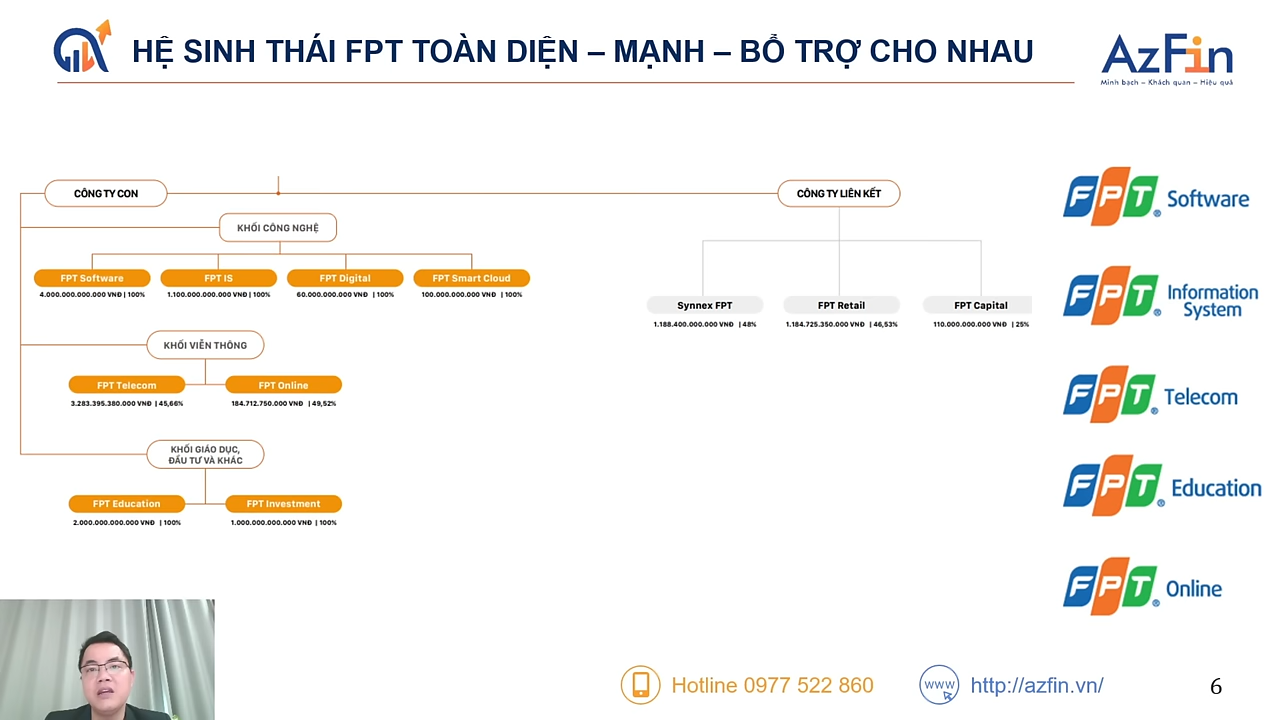 HỆ SINH THÁI FPT TOÀN DIỆN – MẠNH – BỔ TRỢ CHO NHAU
AzFin
Minh bạch – Khách quan – Hiệu quả
CÔNG TY CON
CÔNG TY LIÊN KẾT
KHỐI CÔNG NGHỆ
FPT Software
FPT IS
FPT Digital
FPT Smart Cloud
4.000.000.000.000 VNĐ | 100%
1.100.000.000.000 VNĐ | 100%
60.000.000.000 VNĐ | 100%
100.000.000.000 VNĐ | 100%
Synnex FPT
FPT Retail
FPT Capital
1.188.400.000.000 VNĐ | 48%
1.184.725.350.000 VNĐ | 46,53%
110.000.000.000 VNĐ | 25%
KHỐI VIỄN THÔNG
FPT Telecom
FPT Online
3.283.395.380.000 VNĐ | 45,66%
184.712.750.000 VNĐ | 49,52%
KHỐI GIÁO DỤC,
ĐẦU TƯ VÀ KHÁC
FPT Education
FPT Investment
2.000.000.000.000 VNĐ | 100%
1.000.000.000.000 VNĐ | 100%
FPT® Software
FPT® Information
System
FPT® Telecom
FPT® Education
FPT® Online
Hotline 0977 522 860
www
http://azfin.vn/
6